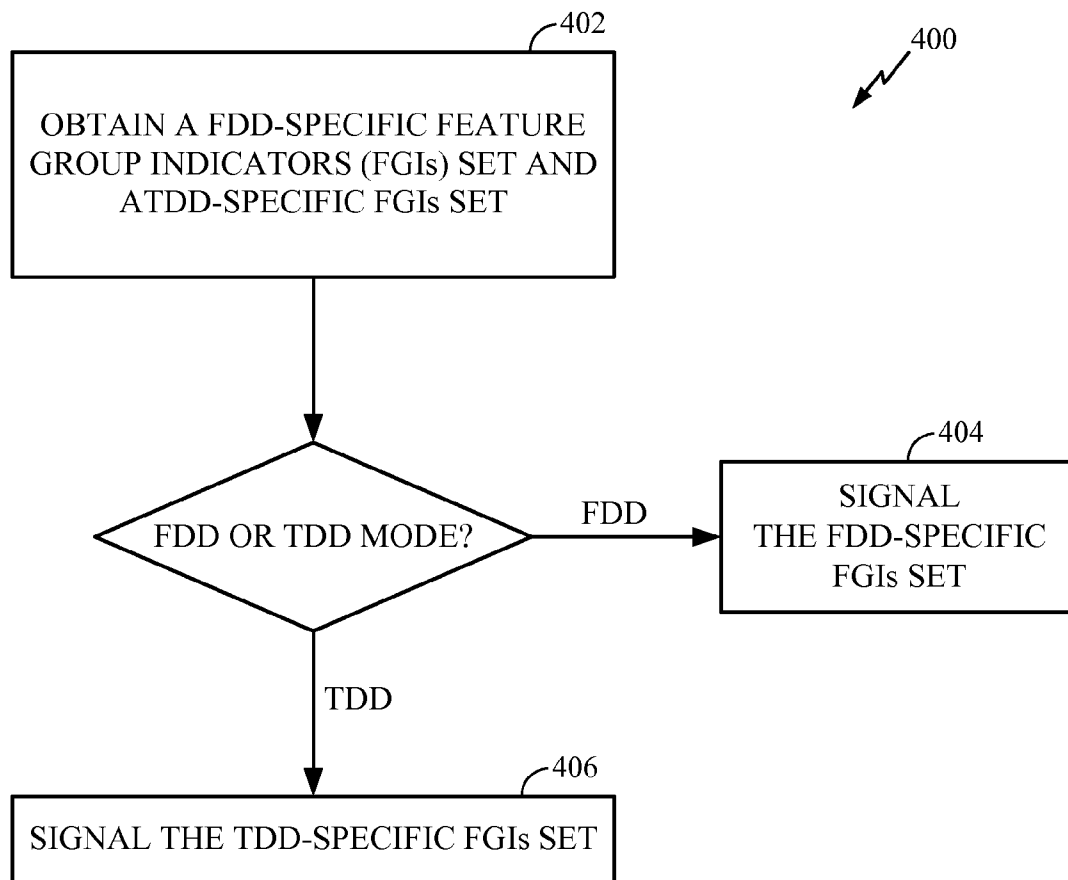 402
400
OBTAIN A FDD-SPECIFIC FEATURE
GROUP INDICATORS (FGIs) SET AND
ATDD-SPECIFIC FGIs SET
FDD OR TDD MODE?
FDD
404
SIGNAL
THE FDD-SPECIFIC
FGIs SET
TDD
406
SIGNAL THE TDD-SPECIFIC FGIs SET